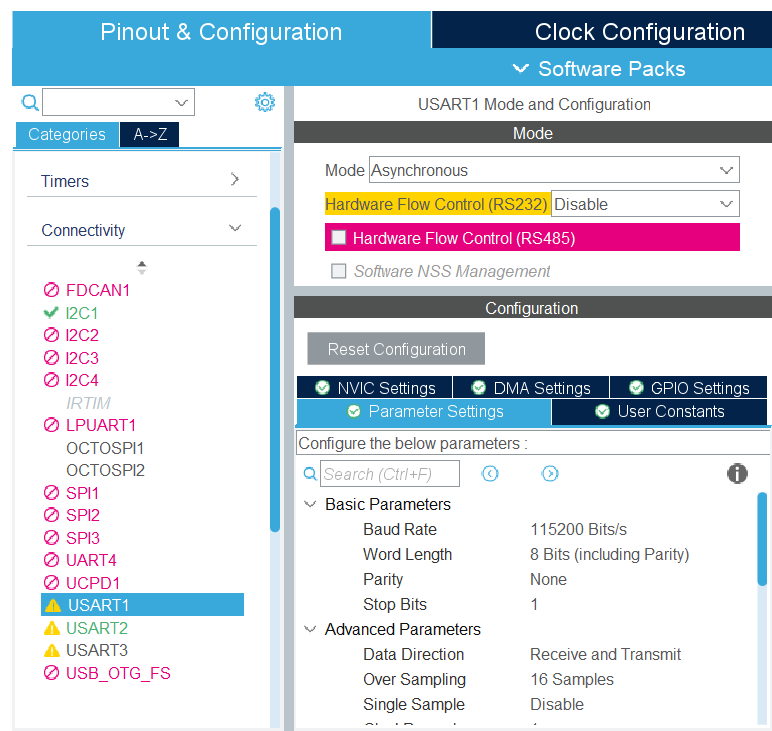 Pinout & Configuration
Clock Configuration
Software Packs
Categories
A->Z
Timers
Connectivity
FDCAN1
I2C1
I2C2
I2C3
I2C4
IRTIM
LPUART1
OCTOSPI1
OCTOSPI2
SPI1
SPI2
SPI3
UART4
UCPD1
USART1
USART2
USART3
USB_OTG_FS
USART1 Mode and Configuration
Mode
Mode Asynchronous
Hardware Flow Control (RS232) Disable
Hardware Flow Control (RS485)
Software NSS Management
Configuration
Reset Configuration
NVIC Settings
DMA Settings
GPIO Settings
Parameter Settings
User Constants
Configure the below parameters :
Search (Ctrl+F)
Basic Parameters
Baud Rate 115200 Bits/s
Word Length 8 Bits (including Parity)
Parity None
Stop Bits 1
Advanced Parameters
Data Direction Receive and Transmit
Over Sampling 16 Samples
Single Sample Disable